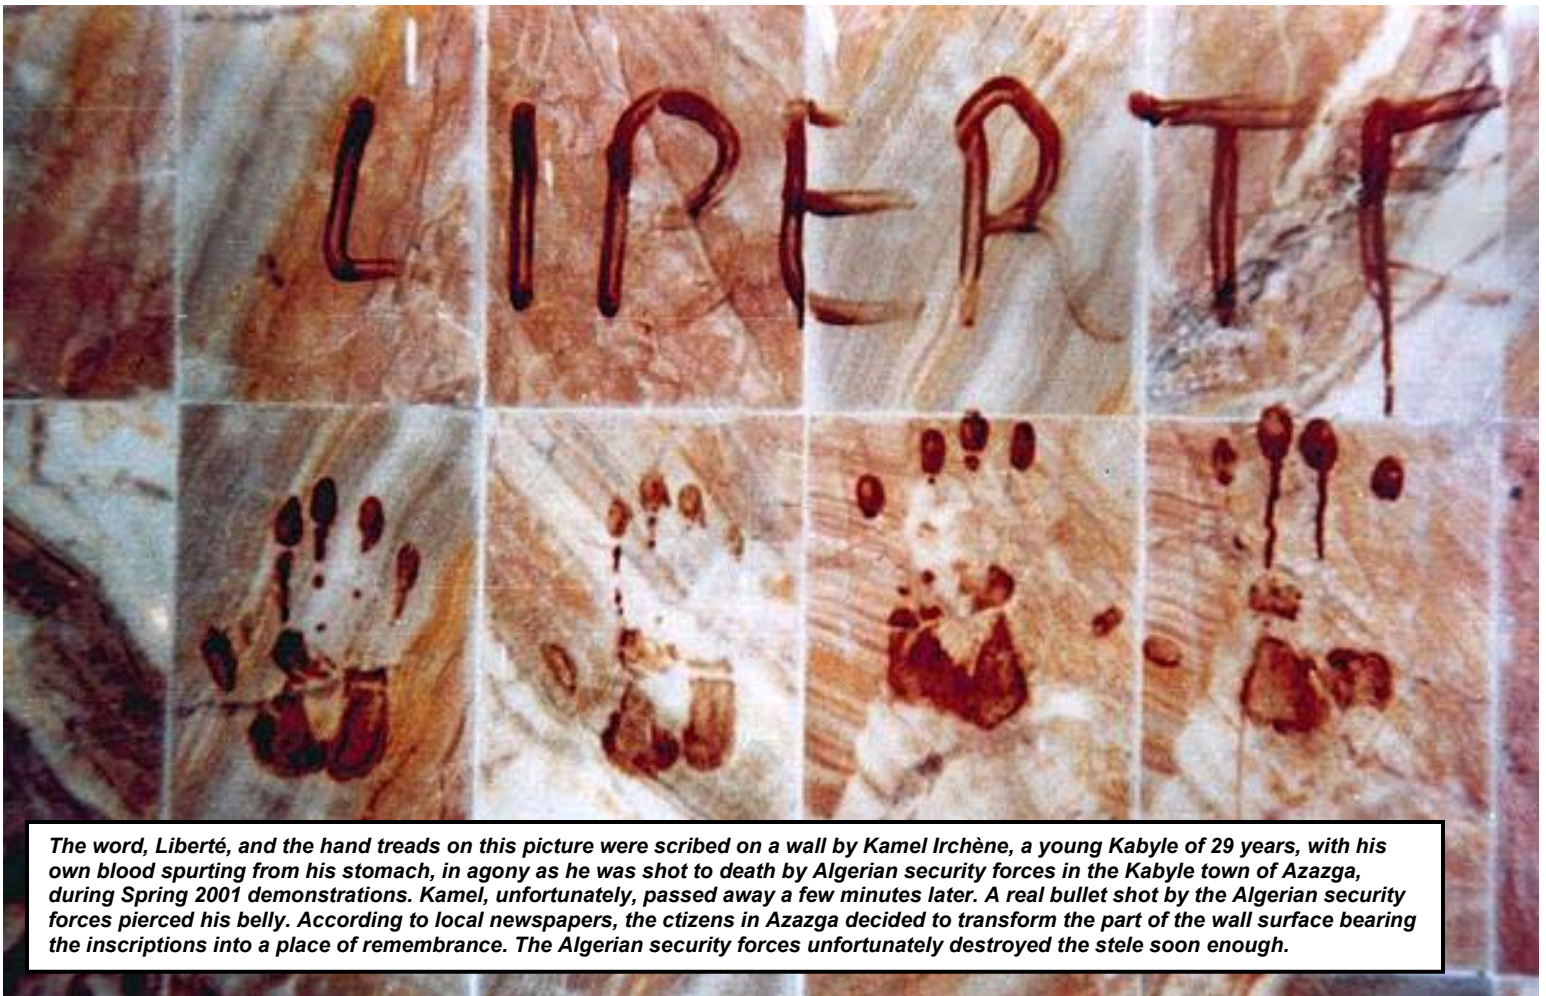 LIBERTE
The word, Liberté, and the hand treads on this picture were scribed on a wall by Kamel Irchène, a young Kabyle of 29 years, with his
own blood spurting from his stomach, in agony as he was shot to death by Algerian security forces in the Kabyle town of Azazga,
during Spring 2001 demonstrations. Kamel, unfortunately, passed away a few minutes later. A real bullet shot by the Algerian security
forces pierced his belly. According to local newspapers, the ctizens in Azazga decided to transform the part of the wall surface bearing
the inscriptions into a place of remembrance. The Algerian security forces unfortunately destroyed the stele soon enough.